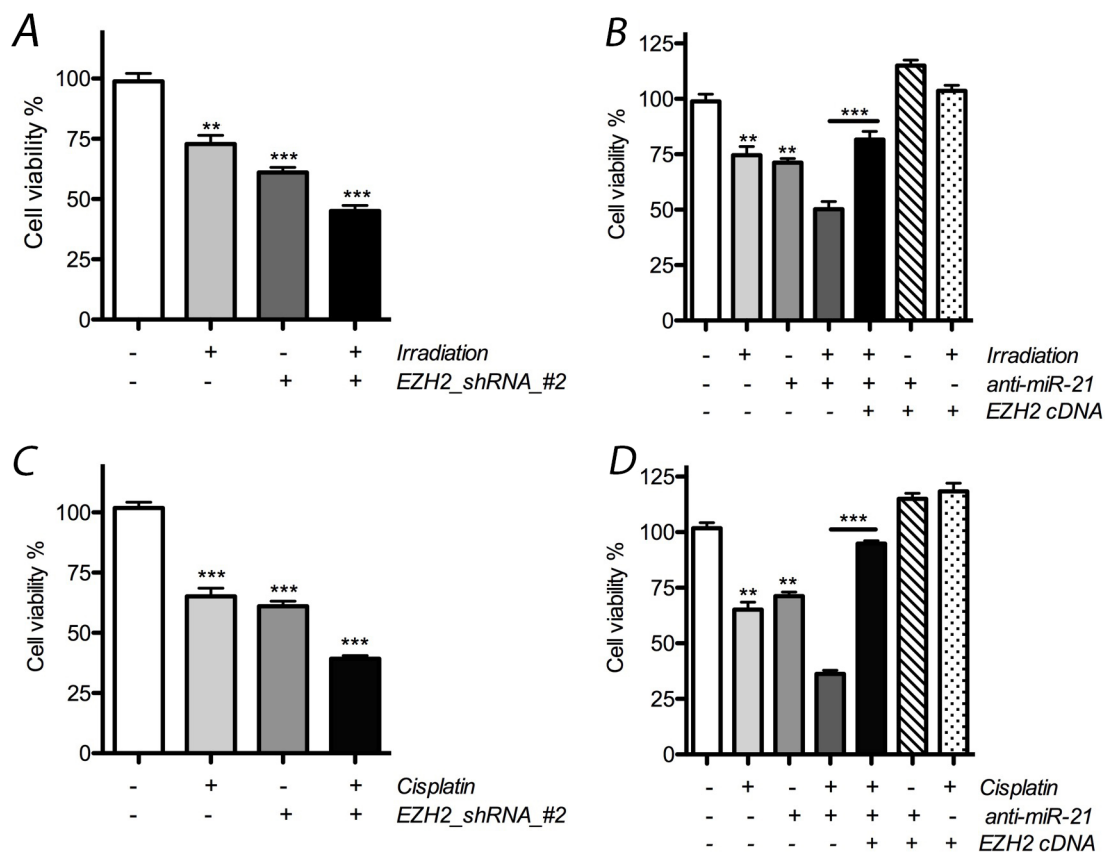 A
Cell viability %
100
75
50
25
0
**
***
***
- + - + Irradiation
- - + + EZH2_shRNA_#2
B
Cell viability %
125
100
75
50
25
0
**
**
***
- + - + + - + Irradiation
- - + + + + - anti-miR-21
- - - - + + + EZH2 cDNA
C
Cell viability %
100
75
50
25
0
***
***
***
- + - + Cisplatin
- - + + EZH2_shRNA_#2
D
Cell viability %
125
100
75
50
25
0
**
**
***
- + - + + - + Cisplatin
- - + + + + - anti-miR-21
- - - - + + + EZH2 cDNA